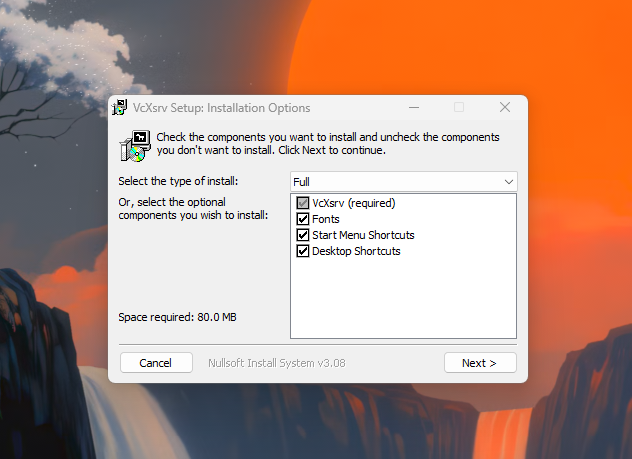 VcXsrv Setup: Installation Options
Check the components you want to install and uncheck the components
you don't want to install. Click Next to continue.
Select the type of install:
Full
Or, select the optional
components you wish to install:
VcXsrv (required)
Fonts
Start Menu Shortcuts
Desktop Shortcuts
Space required: 80.0 MB
Cancel
Nullsoft Install System v3.08
Next >